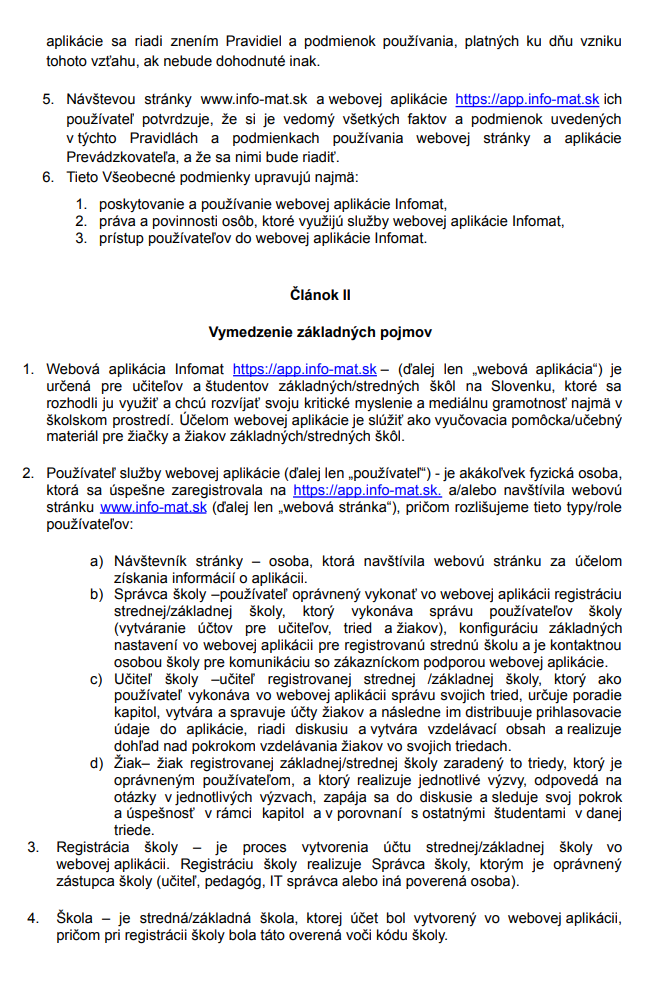 aplikácie sa riadi znením Pravidiel a podmienok používania, platných ku dňu vzniku
tohoto vzťahu, ak nebude dohodnuté inak.
5. Návštevou stránky www.info-mat.sk a webovej aplikácie https://app.info-mat.sk ich
používateľ potvrdzuje, že si je vedomý všetkých faktov a podmienok uvedených
v týchto Pravidlách a podmienkach používania webovej stránky a aplikácie
Prevádzkovateľa, a že sa nimi bude riadiť.
6. Tieto Všeobecné podmienky upravujú najmä:
1. poskytovanie a používanie webovej aplikácie Infomat,
2. práva a povinnosti osôb, ktoré využijú služby webovej aplikácie Infomat,
3. prístup používateľov do webovej aplikácie Infomat.
Článok II
Vymedzenie základných pojmov
1. Webová aplikácia Infomat https://app.info-mat.sk – (ďalej len „webová aplikácia“) je
určená pre učiteľov a študentov základných/stredných škôl na Slovenku, ktoré sa
rozhodli ju využiť a chcú rozvíjať svoju kritické myslenie a mediálnu gramotnosť najmä v
školskom prostredí. Účelom webovej aplikácie je slúžiť ako vyučovacia pomôcka/učebný
materiál pre žiačky a žiakov základných/stredných škôl.
2. Používateľ služby webovej aplikácie (ďalej len „používateľ“) - je akákoľvek fyzická osoba,
ktorá sa úspešne zaregistrovala na https://app.info-mat.sk. a/alebo navštívila webovú
stránku www.info-mat.sk (ďalej len „webová stránka“), pričom rozlišujeme tieto typy/role
používateľov:
a) Návštevník stránky – osoba, ktorá navštívila webovú stránku za účelom
získania informácií o aplikácii.
b) Správca školy –používateľ oprávnený vykonať vo webovej aplikácii registráciu
strednej/základnej školy, ktorý vykonáva správu používateľov školy
(vytváranie účtov pre učiteľov, tried a žiakov), konfiguráciu základných
nastavení vo webovej aplikácii pre registrovanú strednú školu a je kontaktnou
osobou školy pre komunikáciu so zákazníckom podporou webovej aplikácie.
c) Učiteľ školy –učiteľ registrovanej strednej /základnej školy, ktorý ako
používateľ vykonáva vo webovej aplikácii správu svojich tried, určuje poradie
kapitol, vytvára a spravuje účty žiakov a následne im distribuuje prihlasovacie
údaje do aplikácie, riadi diskusiu a vytvára vzdelávací obsah a realizuje
dohľad nad pokrokom vzdelávania žiakov vo svojich triedach.
d) Žiak– žiak registrovanej základnej/strednej školy zaradený to triedy, ktorý je
oprávneným používateľom, a ktorý realizuje jednotlivé výzvy, odpovedá na
otázky v jednotlivých výzvach, zapája sa do diskusie a sleduje svoj pokrok
a úspešnosť v rámci kapitol a v porovnaní s ostatnými študentami v danej
triede.
3. Registrácia školy – je proces vytvorenia účtu strednej/základnej školy vo
webovej aplikácii. Registráciu školy realizuje Správca školy, ktorým je oprávnený
zástupca školy (učiteľ, pedagóg, IT správca alebo iná poverená osoba).
4. Škola – je stredná/základná škola, ktorej účet bol vytvorený vo webovej aplikácii,
pričom pri registrácii školy bola táto overená voči kódu školy.